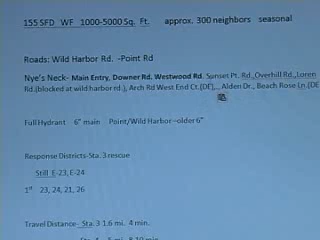 155 SFD WF 1000-5000 Sq. Ft. approx. 300 neighbors seasonal
Roads: Wild Harbor Rd. -Point Rd
Nye's Neck- Main Entry, Downer Rd. Westwood Rd. Sunset Pt. Rd., Overhill Rd., Loren
Rd.(blocked at wild harbor rd.), Arch Rd West End Ct.(DE), , Alden Dr., Beach Rose Ln.(DE
Full Hydrant 6" main Point/Wild Harbor–older 6"
Response Districts-Sta. 3 rescue
Still E-23, E-24
1st 23, 24, 21, 26
Travel Distance- Sta. 3 1.6 mi. 4 min.